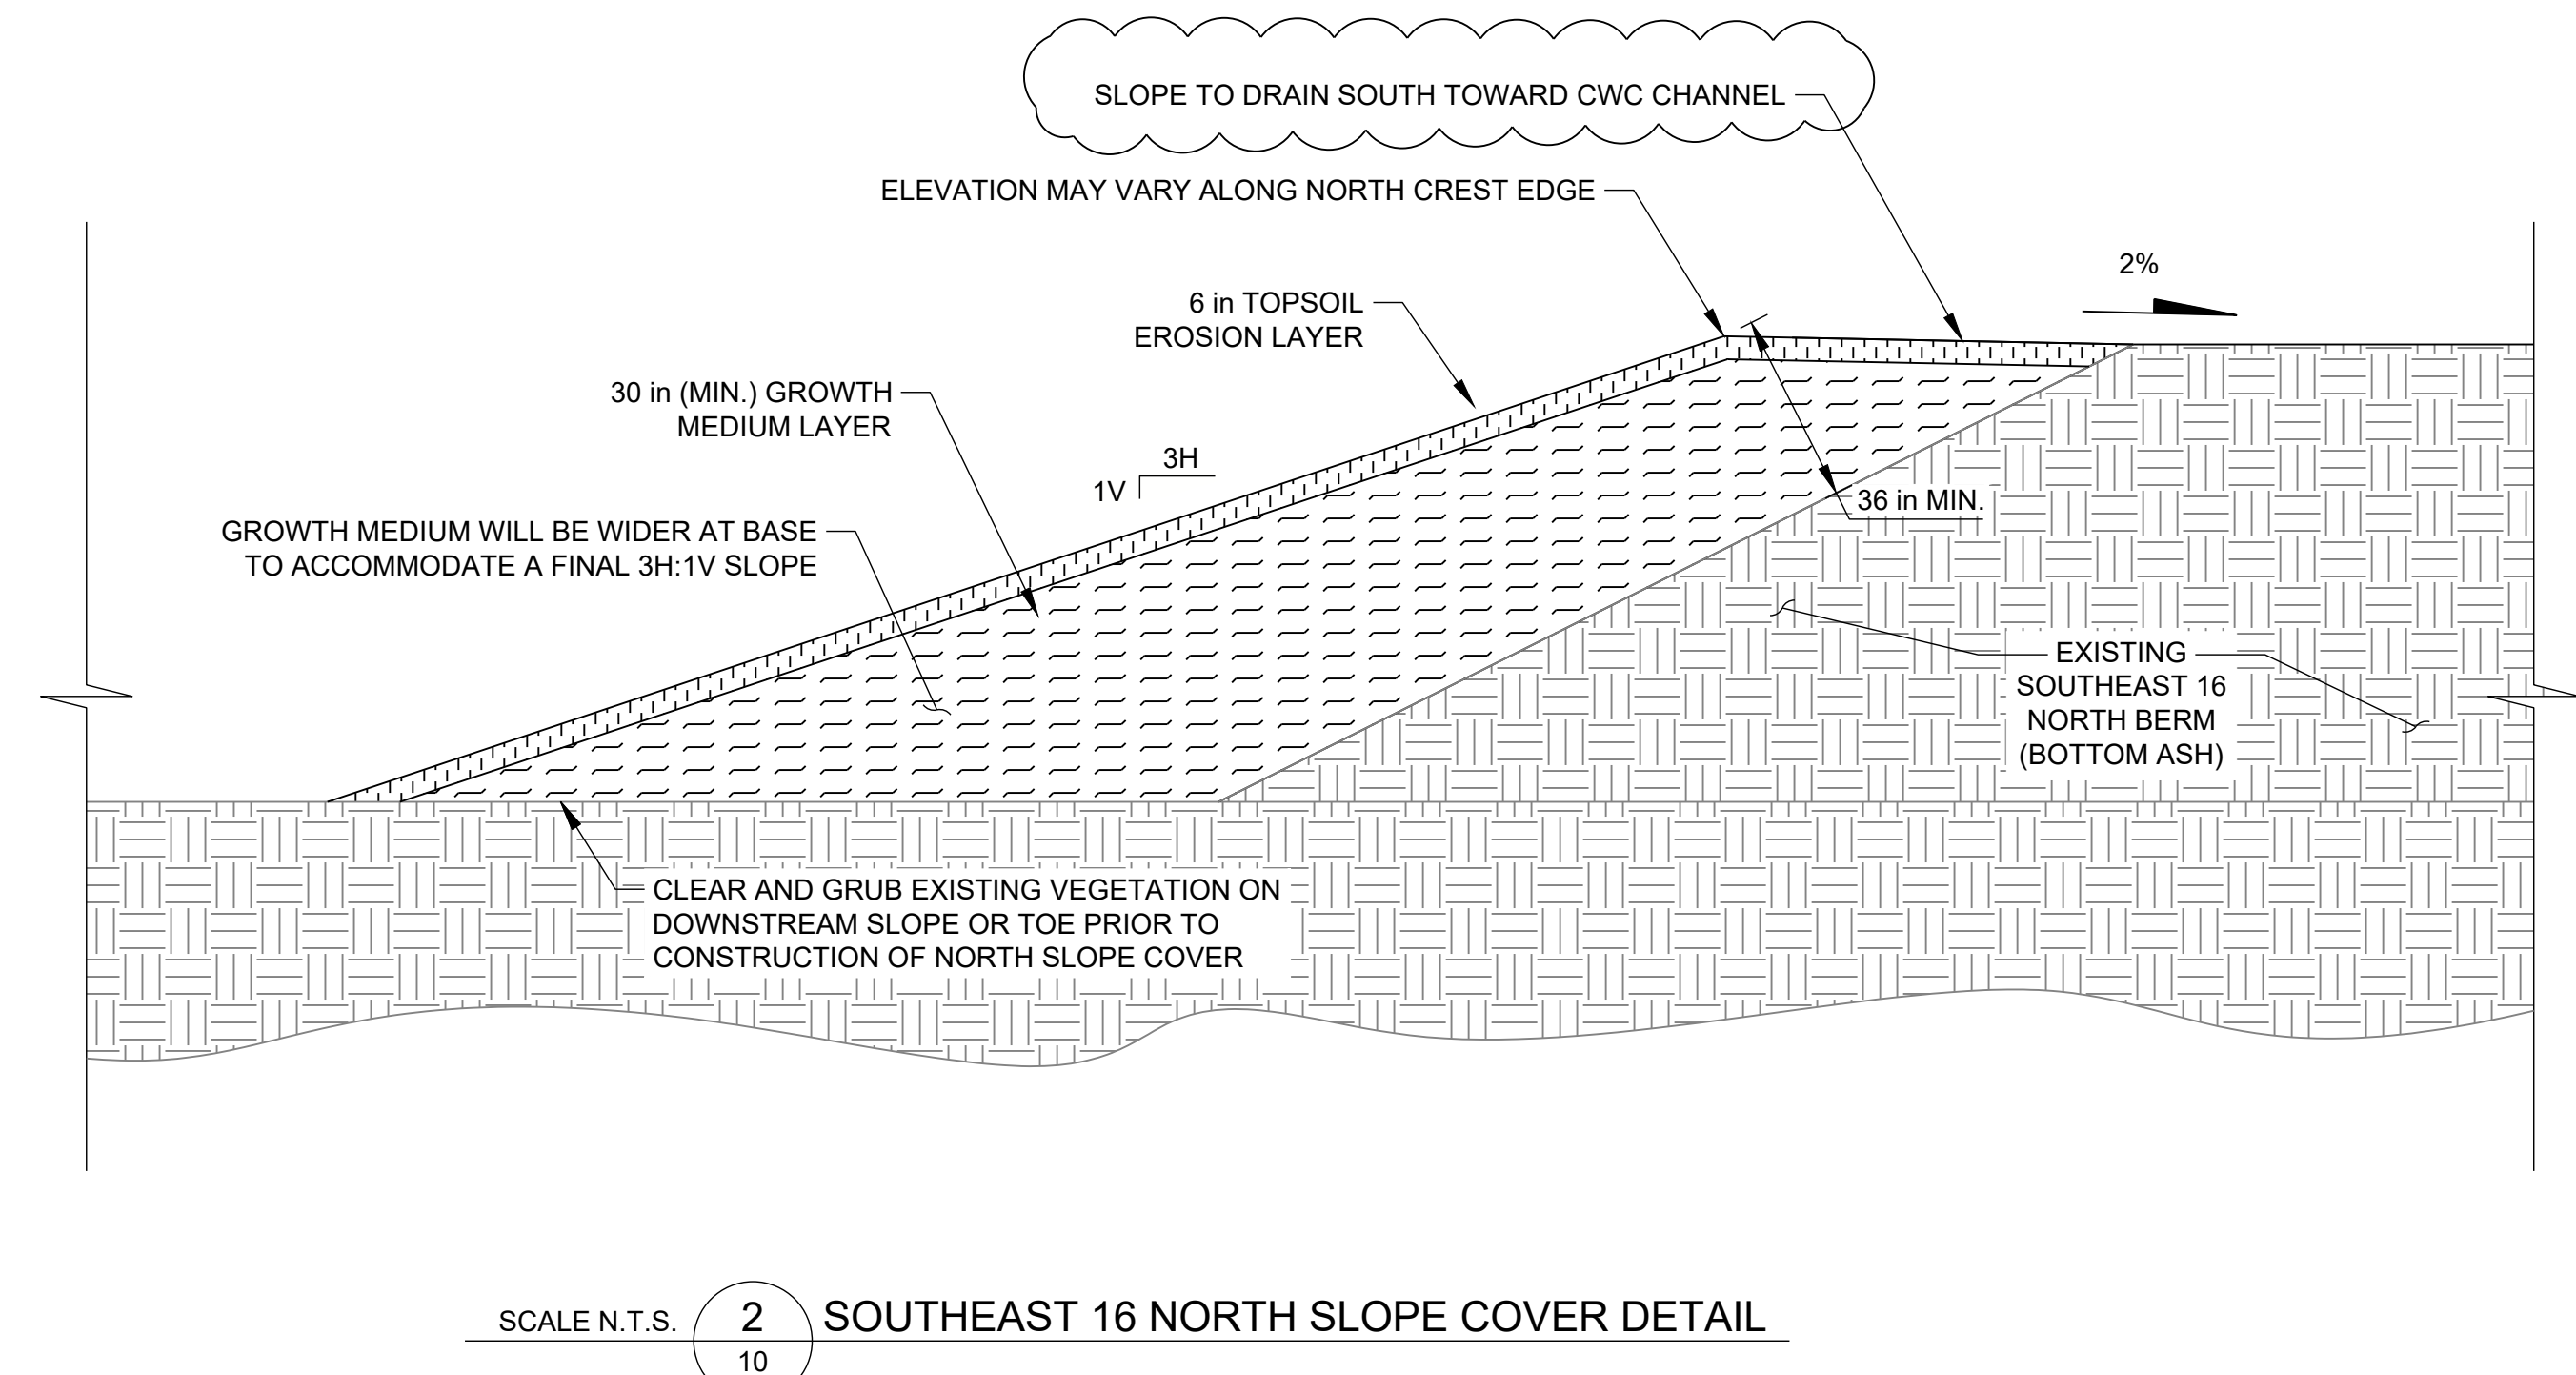 SLOPE TO DRAIN SOUTH TOWARD CWC CHANNEL
ELEVATION MAY VARY ALONG NORTH CREST EDGE
2%
6 in TOPSOIL
EROSION LAYER
30 in (MIN.) GROWTH
MEDIUM LAYER
3H
1V
36 in MIN.
GROWTH MEDIUM WILL BE WIDER AT BASE
TO ACCOMMODATE A FINAL 3H:1V SLOPE
EXISTING
SOUTHEAST 16
NORTH BERM
(BOTTOM ASH)
CLEAR AND GRUB EXISTING VEGETATION ON
DOWNSTREAM SLOPE OR TOE PRIOR TO
CONSTRUCTION OF NORTH SLOPE COVER
SCALE N.T.S. 2 SOUTHEAST 16 NORTH SLOPE COVER DETAIL
10